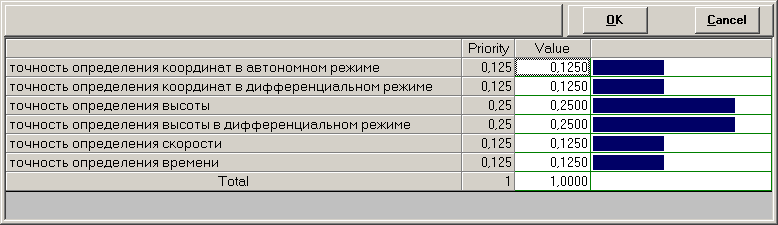 OK Cancel
Priority Value
точность определения координат в автономном режиме 0,125 0,1250
точность определения координат в дифференциальном режиме 0,125 0,1250
точность определения высоты 0,25 0,2500
точность определения высоты в дифференциальном режиме 0,25 0,2500
точность определения скорости 0,125 0,1250
точность определения времени 0,125 0,1250
Total 1 1,0000